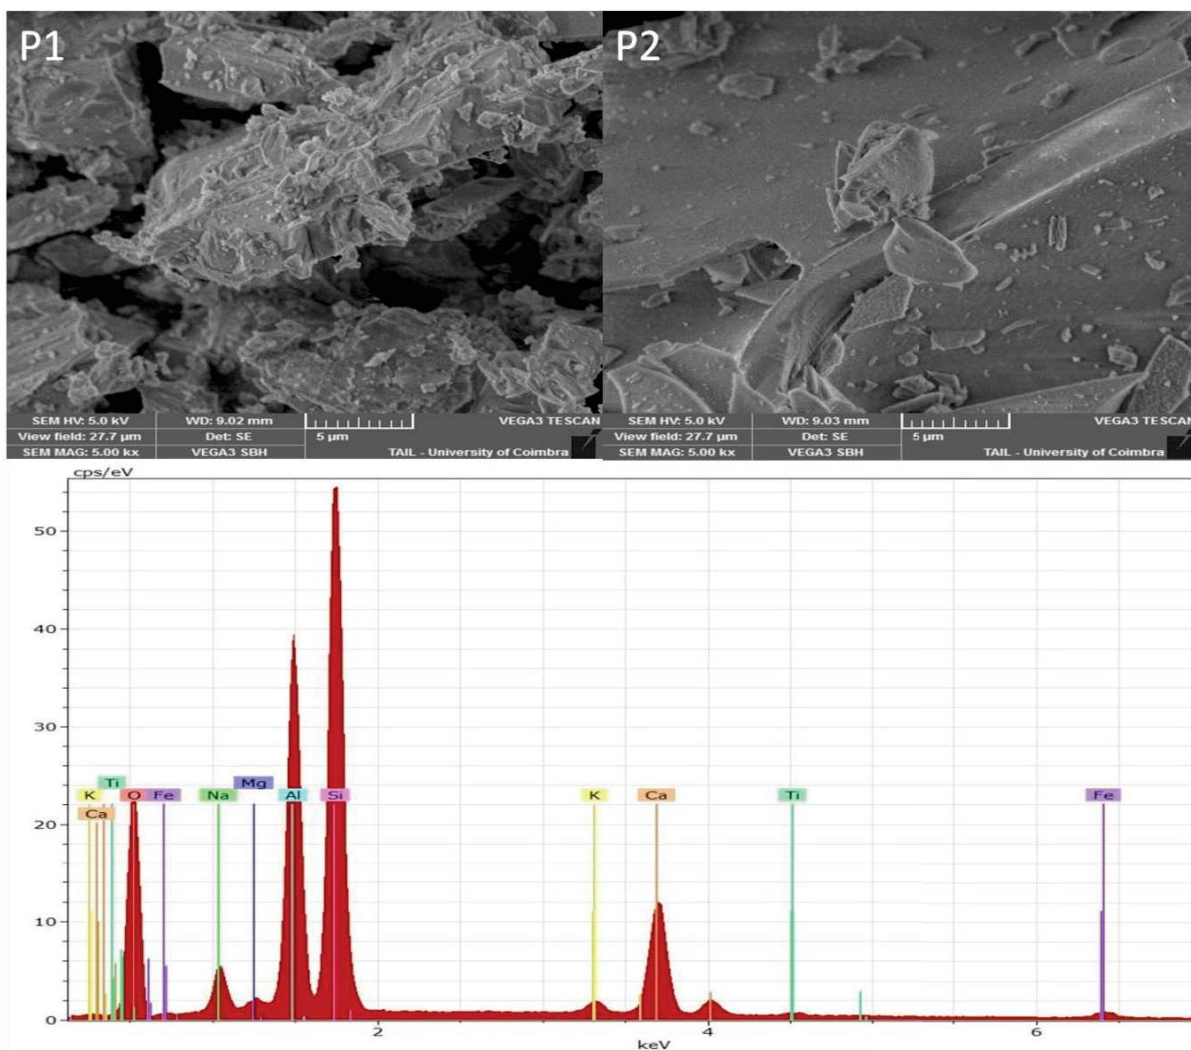 P1
P2
SEM HV: 5.0 kV WD: 9.02 mm VEGA3 TESCAN
View field: 27.7 µm Det: SE 5 µm
SEM MAG: 5.00 kx VEGA3 SBH TAIL - University of Coimbra
SEM HV: 5.0 kV WD: 9.03 mm VEGA3 TESCAN
View field: 27.7 µm Det: SE 5 µm
SEM MAG: 5.00 kx VEGA3 SBH TAIL - University of Coimbra
cps/eV
50
40
30
Ti Mg
K O Fe Na Al Si K Ca Ti Fe
Ca
20
10
0
2 4 6
keV